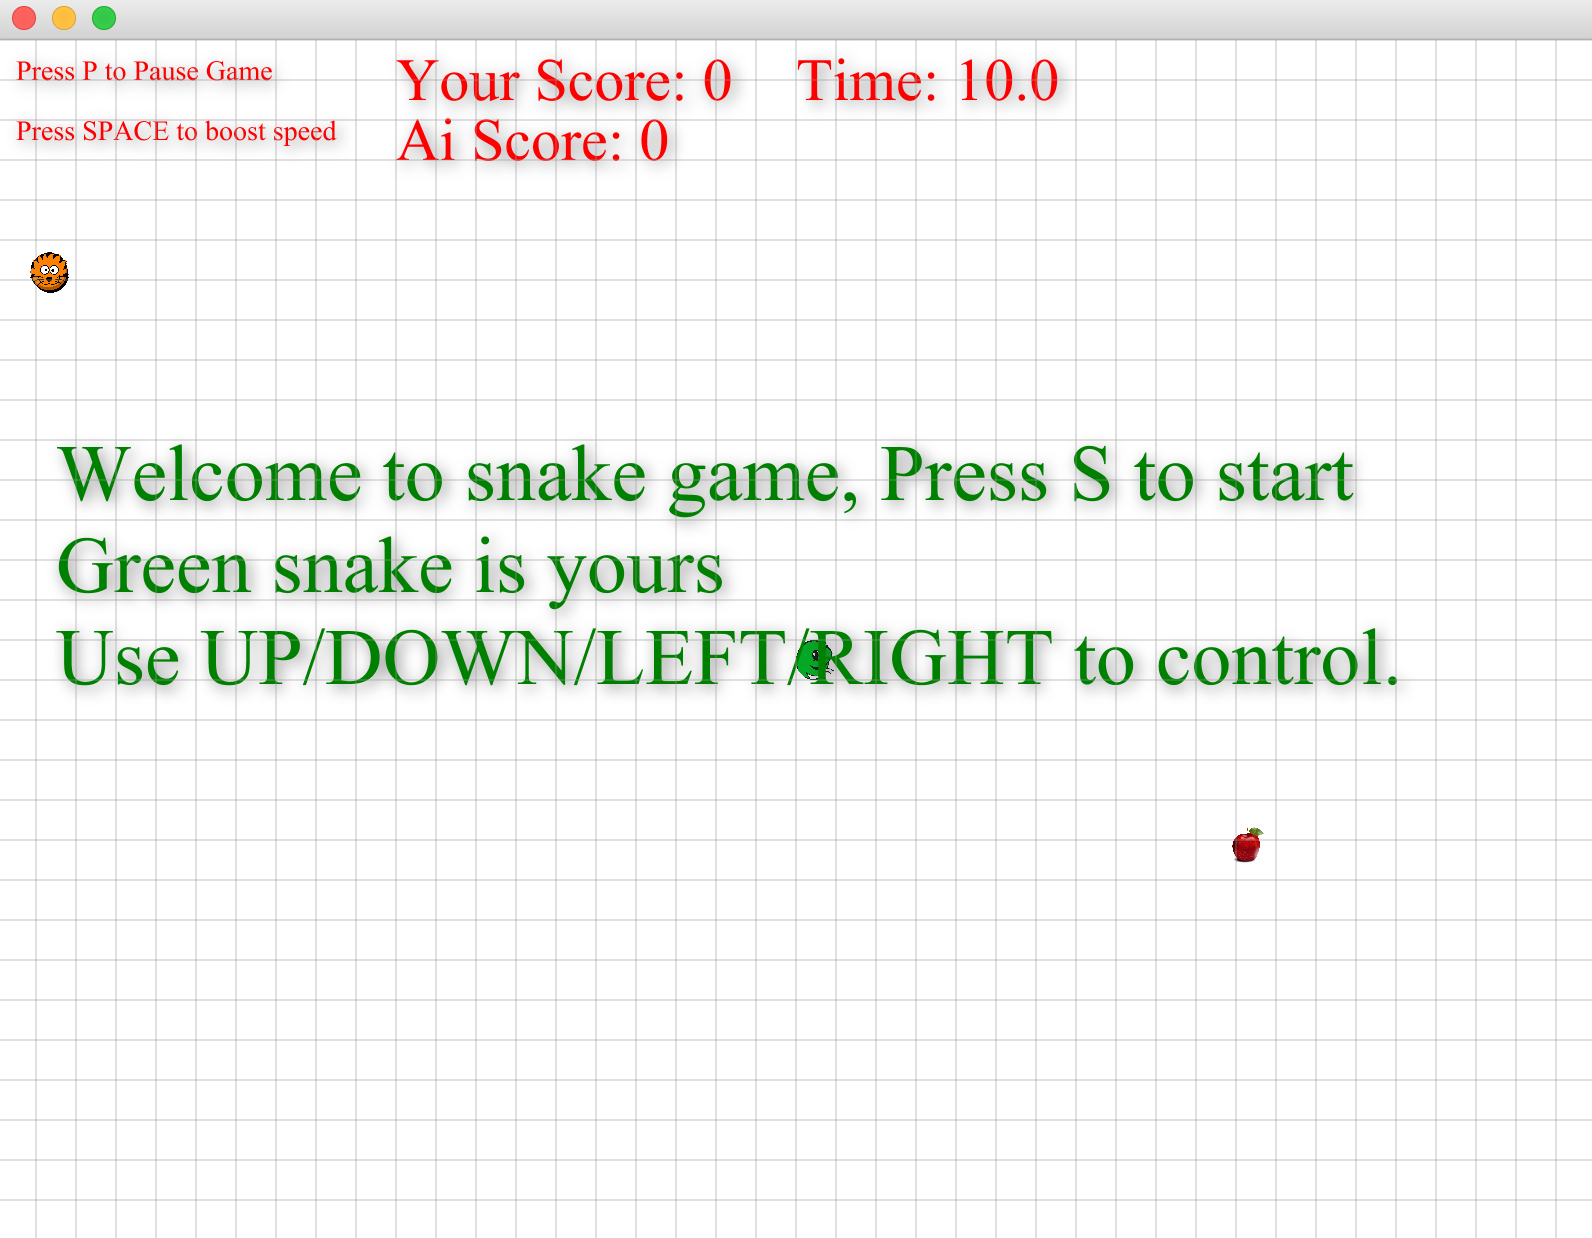 Press P to Pause Game
Your Score: 0
Time: 10.0
Press SPACE to boost speed
Ai Score: 0
Welcome to snake game, Press S to start
Green snake is yours
Use UP/DOWN/LEFT/RIGHT to control.